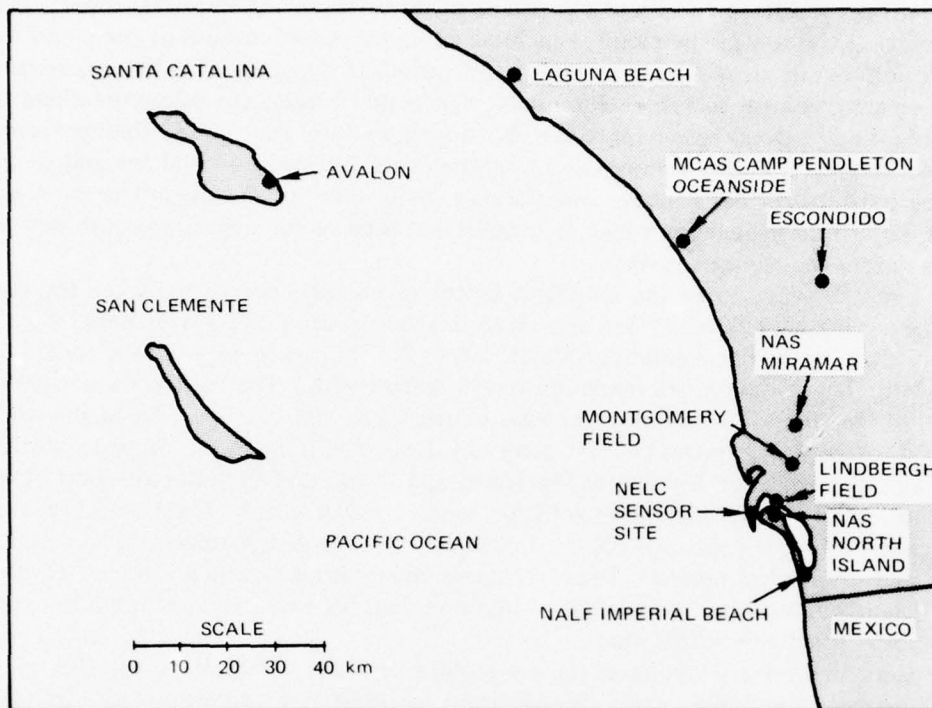 SANTA CATALINA
LAGUNA BEACH
AVALON
MCAS CAMP PENDLETON
OCEANSIDE
ESCONDIDO
SAN CLEMENTE
NAS
MIRAMAR
MONTGOMERY
FIELD
LINDBERGH
FIELD
NELC
SENSOR
SITE
NAS
NORTH
ISLAND
PACIFIC OCEAN
NALF IMPERIAL BEACH
MEXICO
SCALE
0 10 20 30 40
km